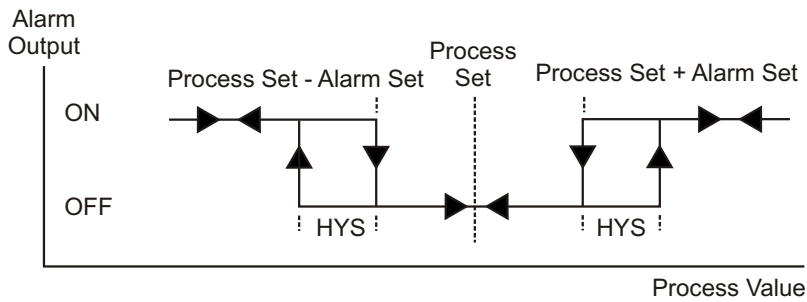 Alarm
Output
Process
Set
Process Set - Alarm Set
Process Set + Alarm Set
ON
OFF
HYS
HYS
Process Value